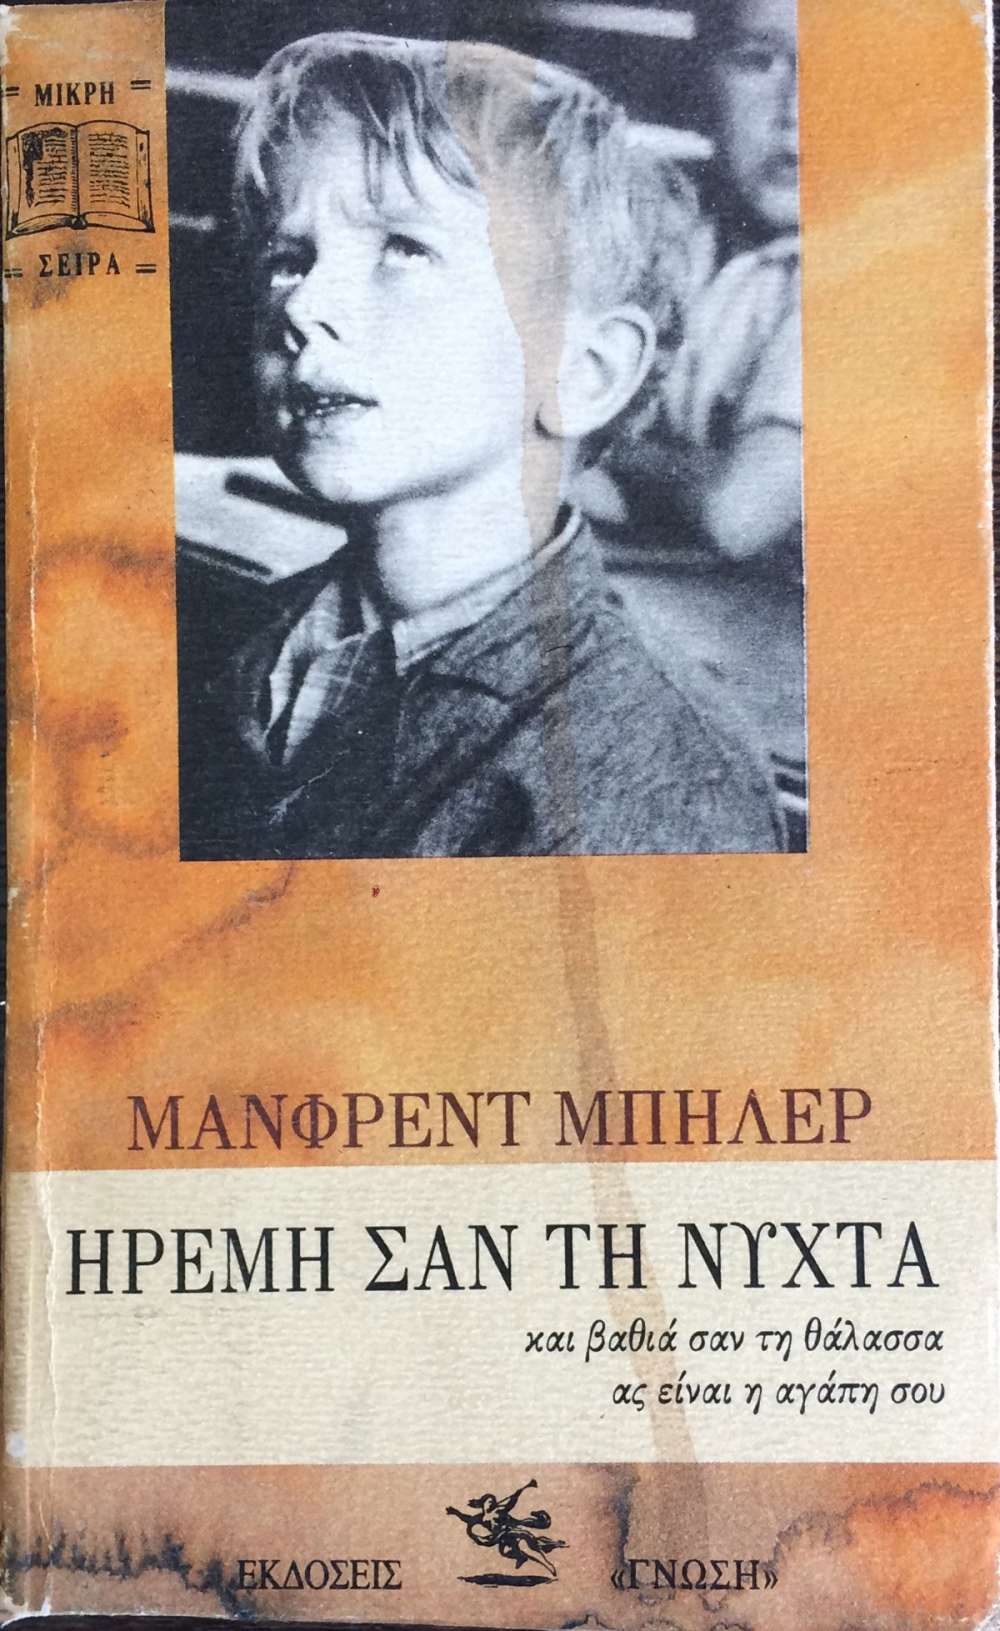 ΜΙΚΡΗ
ΣΕΙΡΑ
ΜΑΝΦΡΕΝΤ ΜΠΗΛΕΡ
ΗΡΕΜΗ ΣΑΝ ΤΗ ΝΥΧΤΑ
και βαθιά σαν τη θάλασσα
ας είναι η αγάπη σου
ΕΚΔΟΣΕΙΣ «ΓΝΩΣΗ»